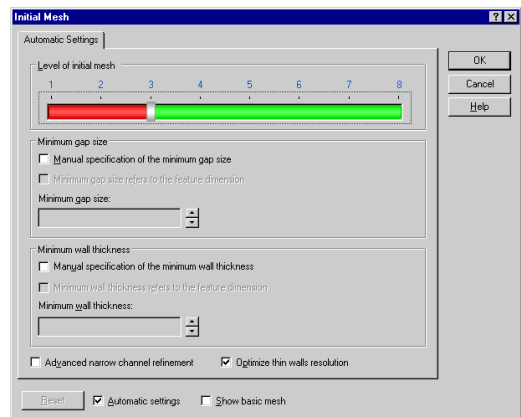 Initial Mesh
Automatic Settings
OK
Cancel
Help
Level of initial mesh
1 2 3 4 5 6 7 8
Minimum gap size
Manual specification of the minimum gap size
Minimum gap size refers to the feature dimension
Minimum gap size:
Minimum wall thickness
Manual specification of the minimum wall thickness
Minimum wall thickness refers to the feature dimension
Minimum wall thickness:
Advanced narrow channel refinement Optimize thin walls resolution
Reset Automatic settings Show basic mesh